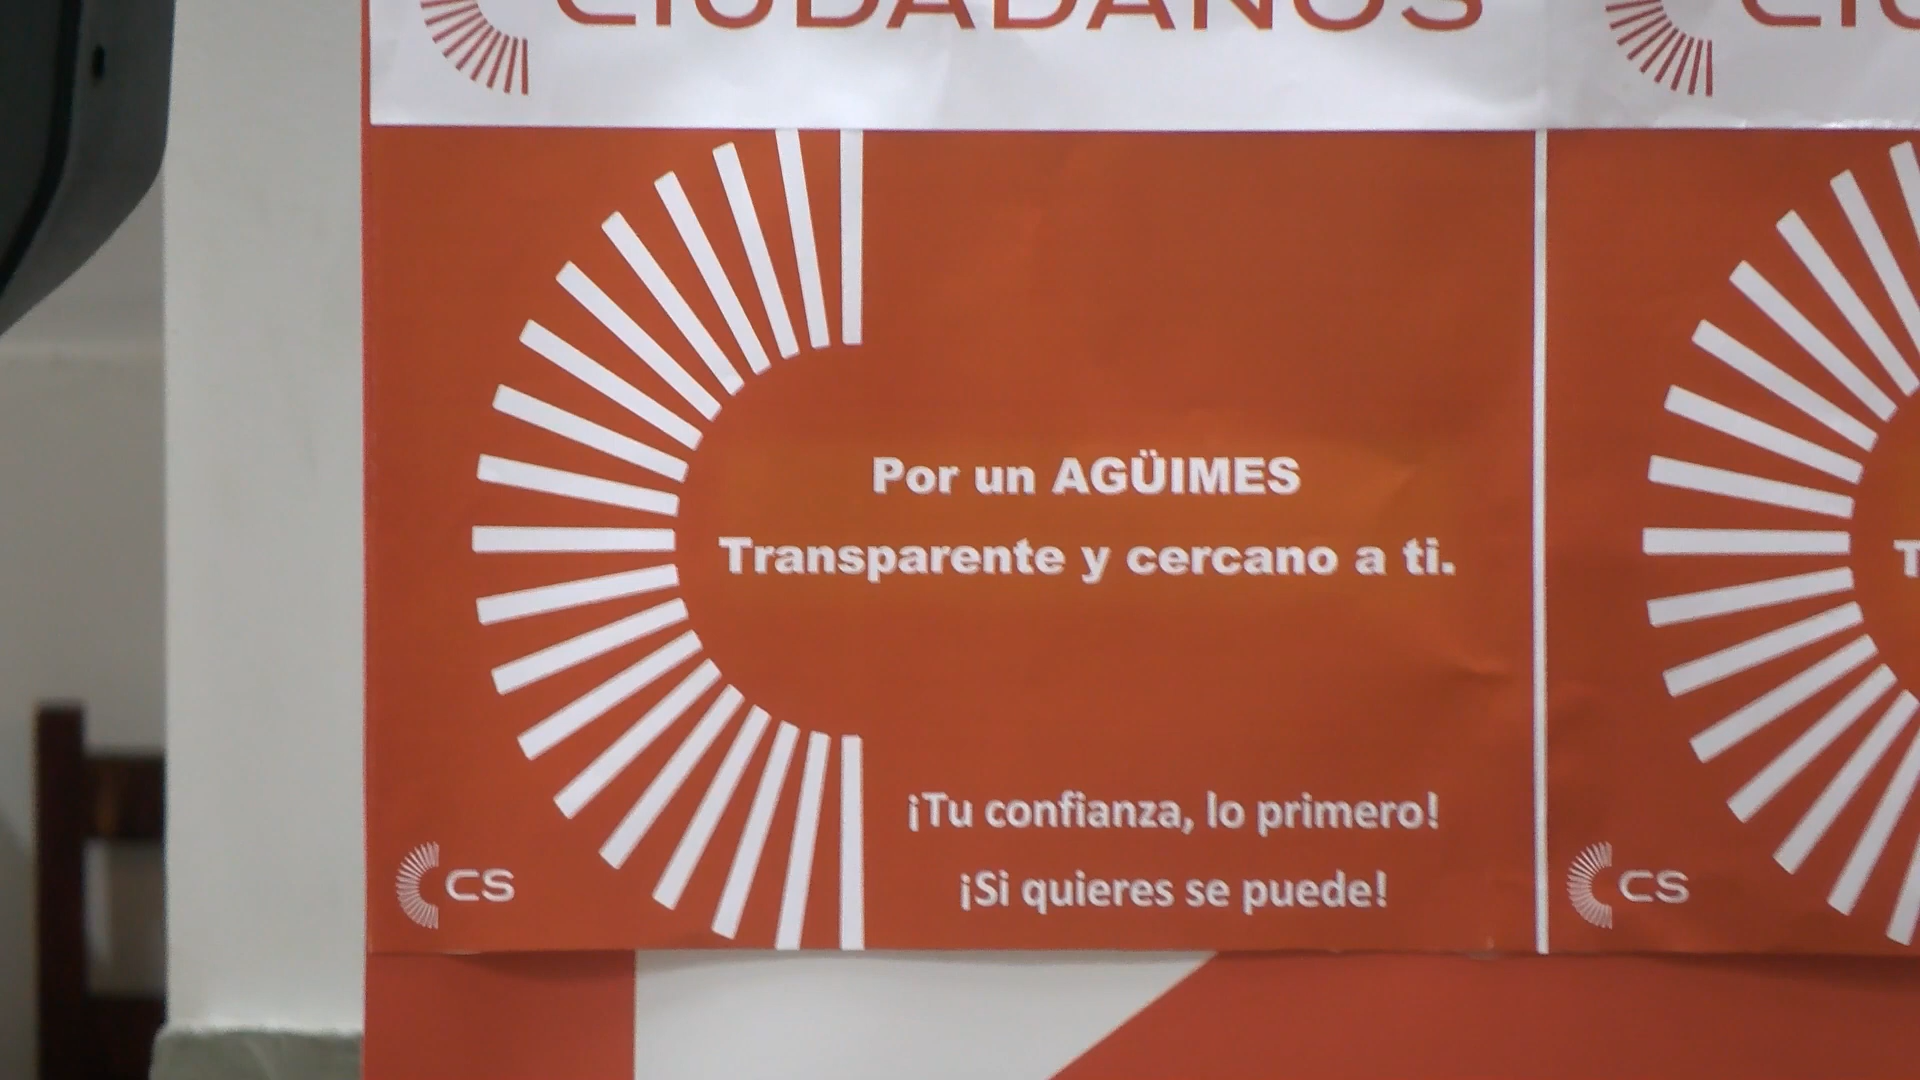 CIUDADANOS
Por un AGÜIMES
Transparente y cercano a ti.
¡Tu confianza, lo primero!
¡Si quieres se puede!
CS
CS